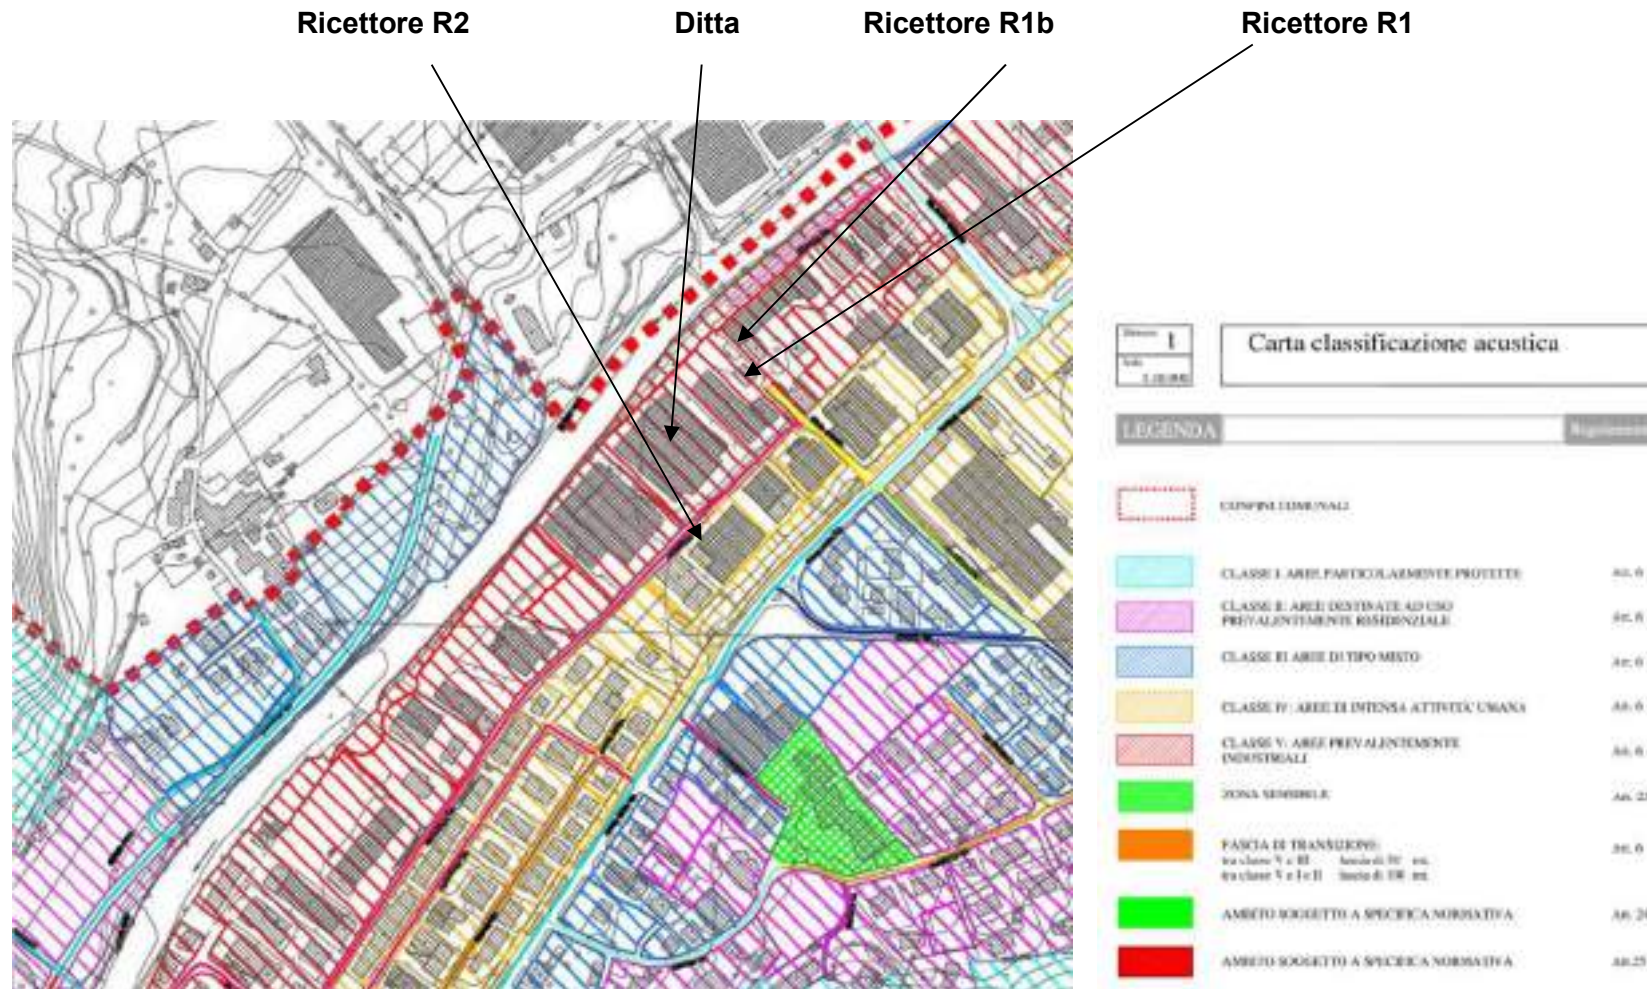 Ricettore R2 Ditta Ricettore R1b Ricettore R1
1
Carta classificazione acustica
LEGENDA
CONFINI COMUNALI
CLASSE I: AREE PARTICOLARMENTE PROTETTE
CLASSE II: AREE DESTINATE AD USO
PREVALENTEMENTE RESIDENZIALE
CLASSE III: AREE DI TIPO MISTO
CLASSE IV: AREE DI INTENSA ATTIVITA' UMANA
CLASSE V: AREE PREVALENTEMENTE
INDUSTRIALI
ZONA SENSIBILE
FASCIA DI TRANSIZIONE:
AMBITO SOGGETTO A SPECIFICA NORMATIVA
AMBITO SOGGETTO A SPECIFICA NORMATIVA